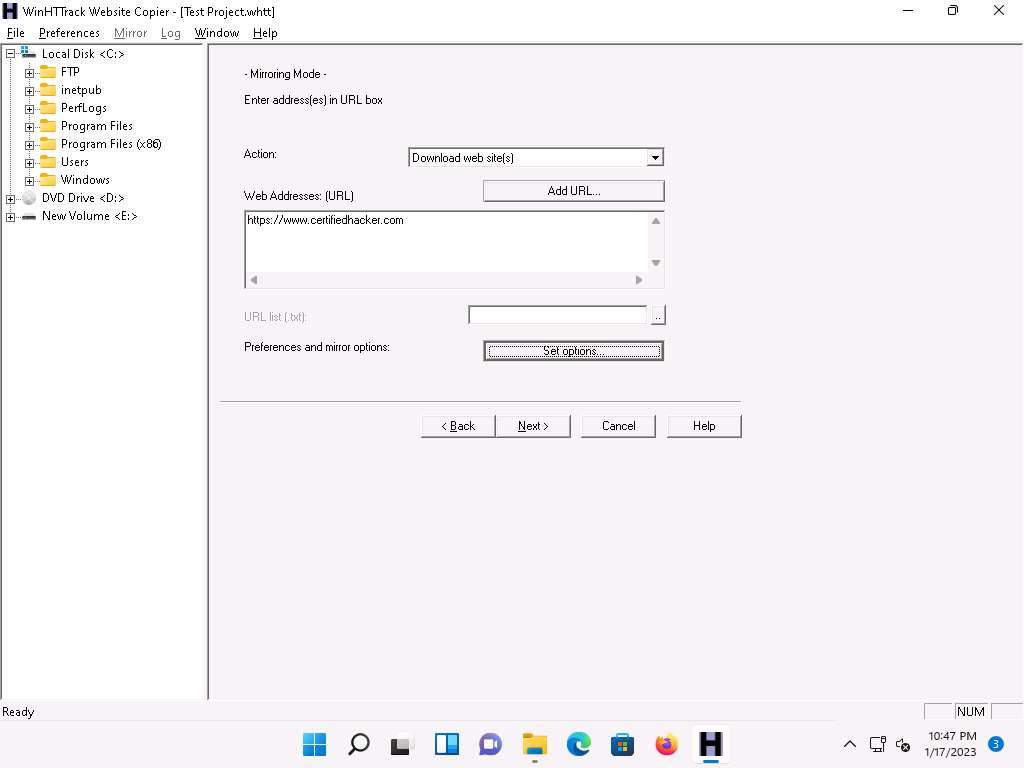 WinHTTrack Website Copier - [Test Project.whtt]
File Preferences Mirror Log Window Help
Local Disk <C:>
FTP
inetpub
PerfLogs
Program Files
Program Files (x86)
Users
Windows
DVD Drive <D:>
New Volume <E:>
- Mirroring Mode -
Enter address(es) in URL box
Action:
Download web site(s)
Web Addresses: (URL)
Add URL...
https://www.certifiedhacker.com
URL list (.txt):
..
Preferences and mirror options:
Set options...
< Back
Next >
Cancel
Help
Ready
NUM
10:47 PM
1/17/2023
3